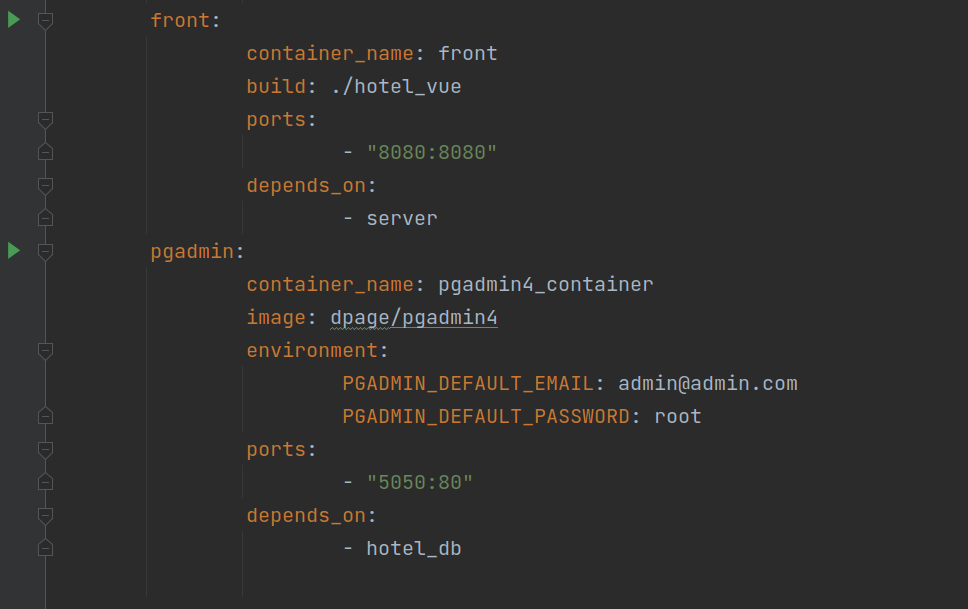 front:
container_name: front
build: ./hotel_vue
ports:
- "8080:8080"
depends_on:
- server
pgadmin:
container_name: pgadmin4_container
image: dpage/pgadmin4
environment:
PGADMIN_DEFAULT_EMAIL: admin@admin.com
PGADMIN_DEFAULT_PASSWORD: root
ports:
- "5050:80"
depends_on:
- hotel_db